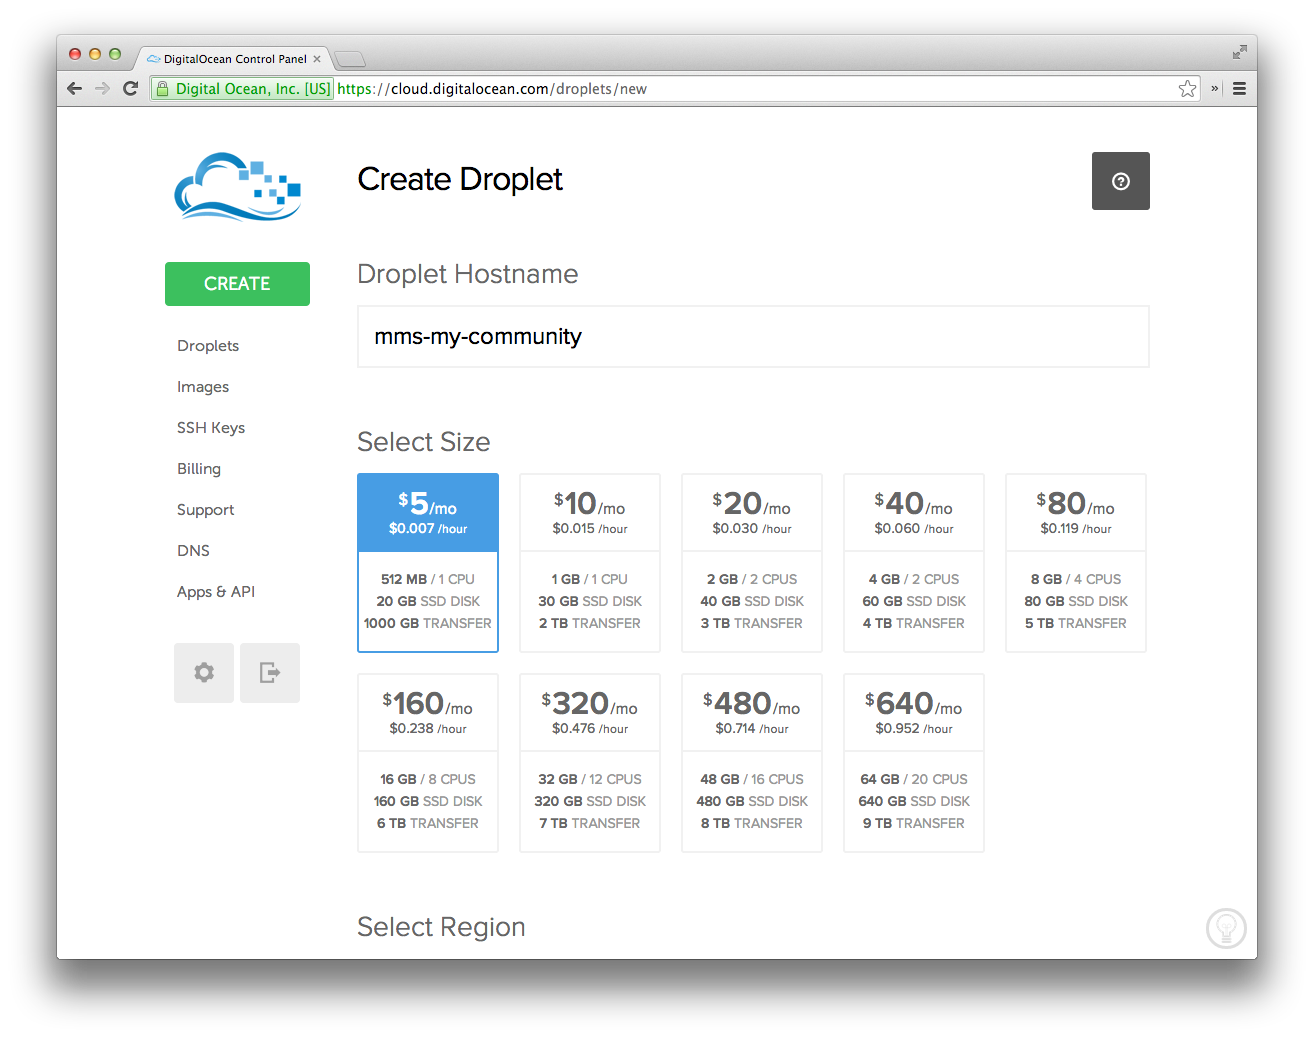 DigitalOcean Control Panel
Digital Ocean, Inc. [US] https://cloud.digitalocean.com/droplets/new
Create Droplet
CREATE
Droplets
Images
SSH Keys
Billing
Support
DNS
Apps & API
Droplet Hostname
mms-my-community
Select Size
$5/mo
$0.007 /hour
512 MB / 1 CPU
20 GB SSD DISK
1000 GB TRANSFER
$10/mo
$0.015 /hour
1 GB / 1 CPU
30 GB SSD DISK
2 TB TRANSFER
$20/mo
$0.030 /hour
2 GB / 2 CPUS
40 GB SSD DISK
3 TB TRANSFER
$40/mo
$0.060 /hour
4 GB / 2 CPUS
60 GB SSD DISK
4 TB TRANSFER
$80/mo
$0.119 /hour
8 GB / 4 CPUS
80 GB SSD DISK
5 TB TRANSFER
$160/mo
$0.238 /hour
16 GB / 8 CPUS
160 GB SSD DISK
6 TB TRANSFER
$320/mo
$0.476 /hour
32 GB / 12 CPUS
320 GB SSD DISK
7 TB TRANSFER
$480/mo
$0.714 /hour
48 GB / 16 CPUS
480 GB SSD DISK
8 TB TRANSFER
$640/mo
$0.952 /hour
64 GB / 20 CPUS
640 GB SSD DISK
9 TB TRANSFER
Select Region